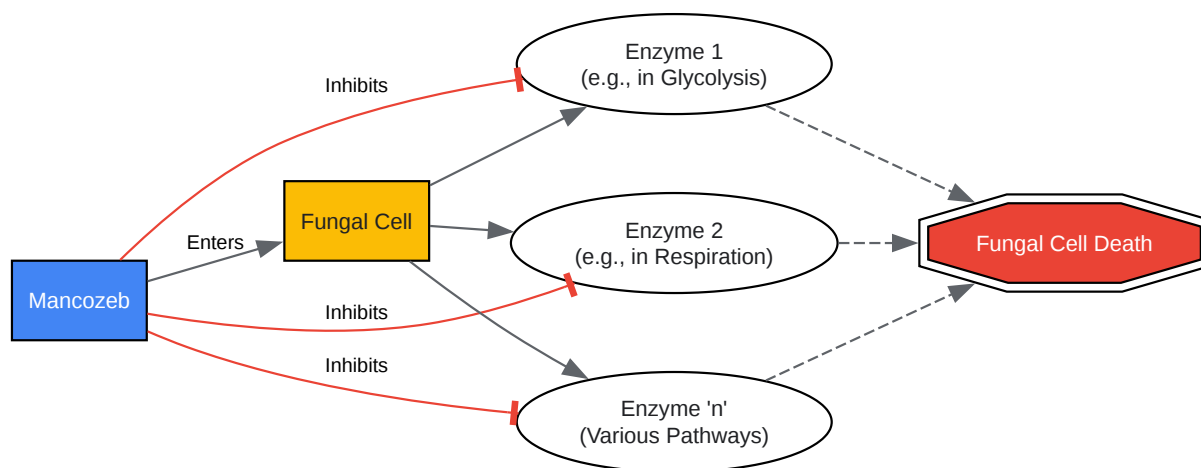 Enzyme 1
(e.g., in Glycolysis)
Inhibits
Fungal Cell
Enters
Enzyme 2
(e.g., in Respiration)
Fungal Cell Death
Mancozeb
Inhibits
Inhibits
Enzyme 'n'
(Various Pathways)